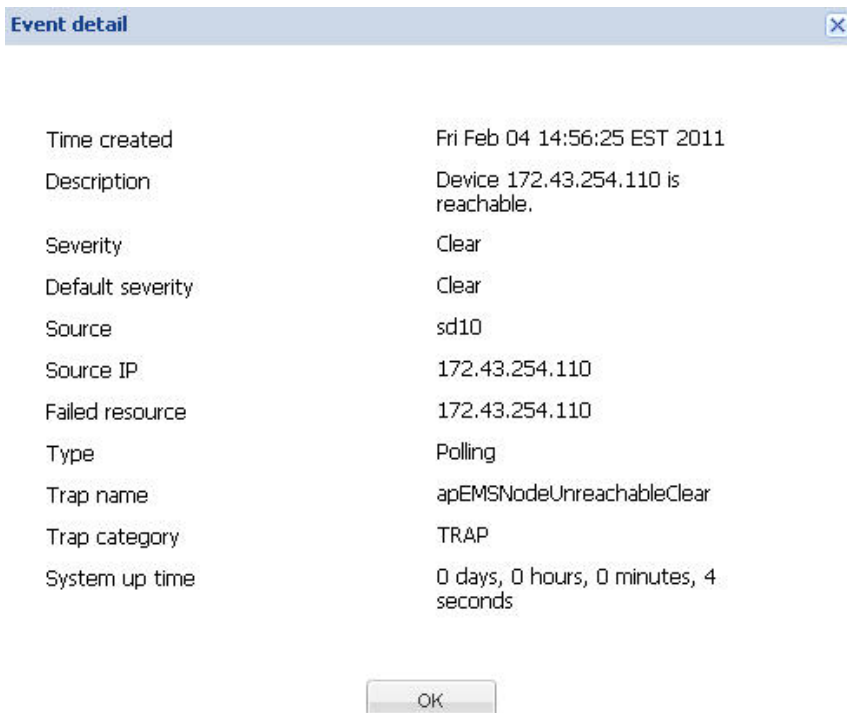 Event detail
Time created Fri Feb 04 14:56:25 EST 2011
Description Device 172.43.254.110 is
reachable.
Severity Clear
Default severity Clear
Source sd10
Source IP 172.43.254.110
Failed resource 172.43.254.110
Type Polling
Trap name apEMSNodeUnreachableClear
Trap category TRAP
System up time 0 days, 0 hours, 0 minutes, 4
seconds
OK